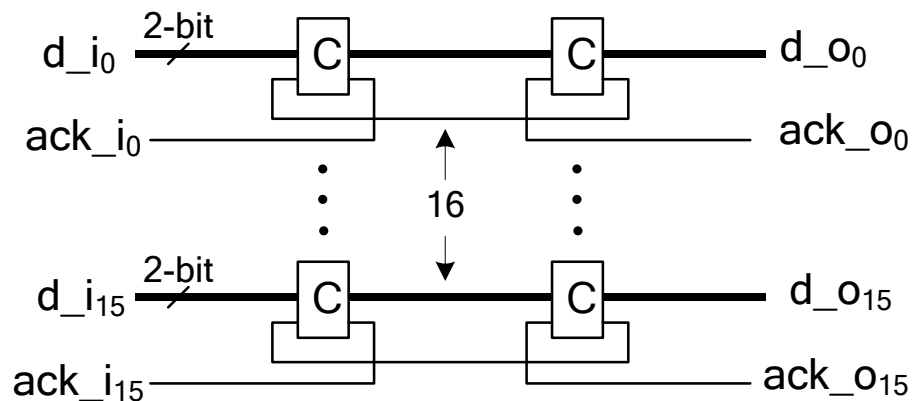 2-bit
d_i₀ C C d_o₀
ack_i₀ ack_o₀
16
2-bit
d_i₁₅ C C d_o₁₅
ack_i₁₅ ack_o₁₅